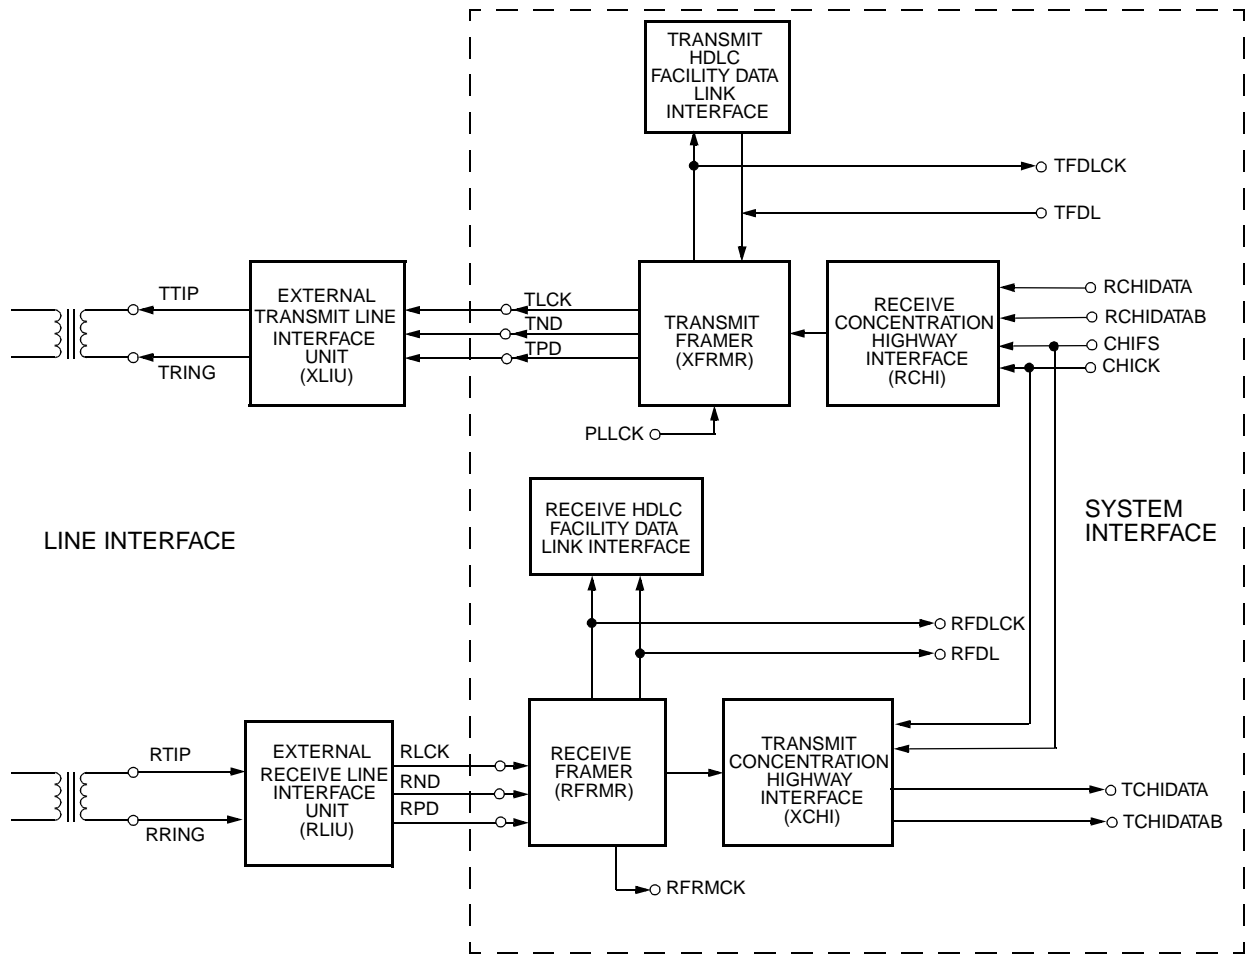 TRANSMIT
HDLC
FACILITY DATA
LINK
INTERFACE
TFDLCK
TFDL
TTIP
TRING
EXTERNAL
TRANSMIT LINE
INTERFACE
UNIT
(XLIU)
TLCK
TND
TPD
TRANSMIT
FRAMER
(XFRMR)
RECEIVE
CONCENTRATION
HIGHWAY
INTERFACE
(RCHI)
RCHIDATA
RCHIDATAB
CHIFS
CHICK
PLLCK
LINE INTERFACE
RECEIVE HDLC
FACILITY DATA
LINK INTERFACE
SYSTEM
INTERFACE
RFDLCK
RFDL
RTIP
RRING
EXTERNAL
RECEIVE LINE
INTERFACE
UNIT
(RLIU)
RLCK
RND
RPD
RECEIVE
FRAMER
(RFRMR)
TRANSMIT
CONCENTRATION
HIGHWAY
INTERFACE
(XCHI)
TCHIDATA
TCHIDATAB
RFRMCK